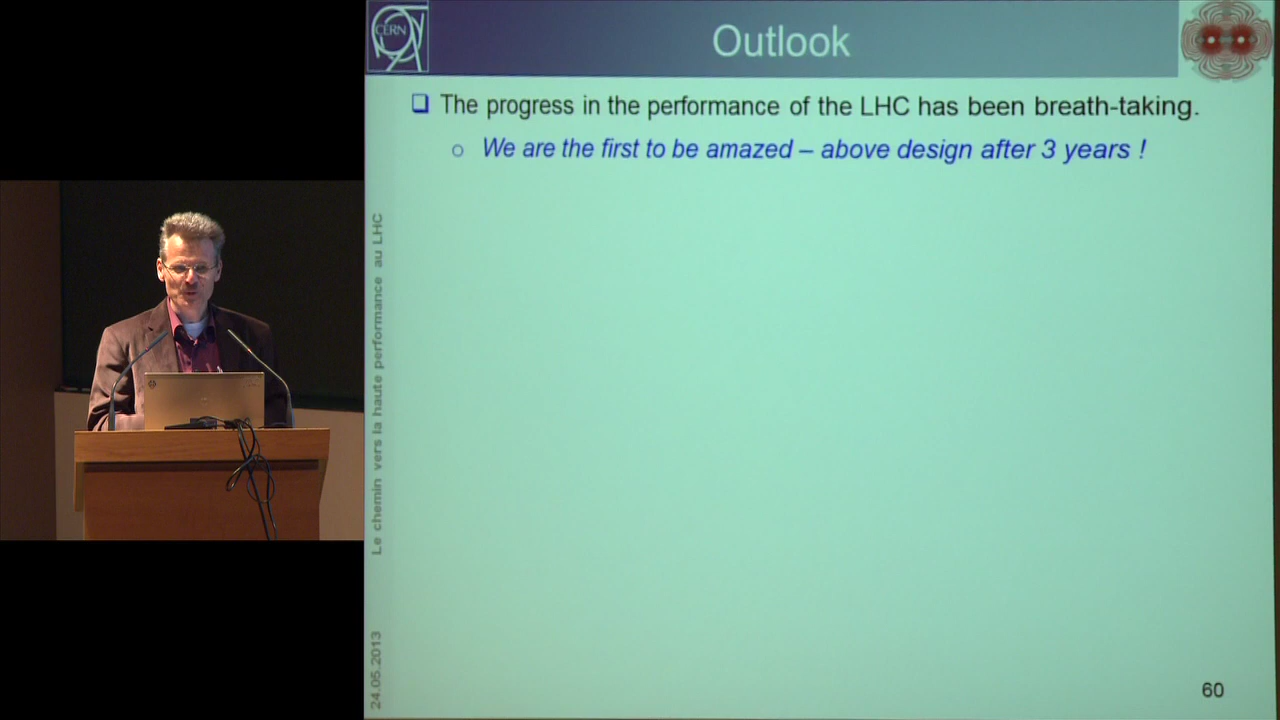 CERN
Outlook
The progress in the performance of the LHC has been breath-taking.
o We are the first to be amazed – above design after 3 years !
Le chemin vers la haute performance au LHC
24.05.2013
60